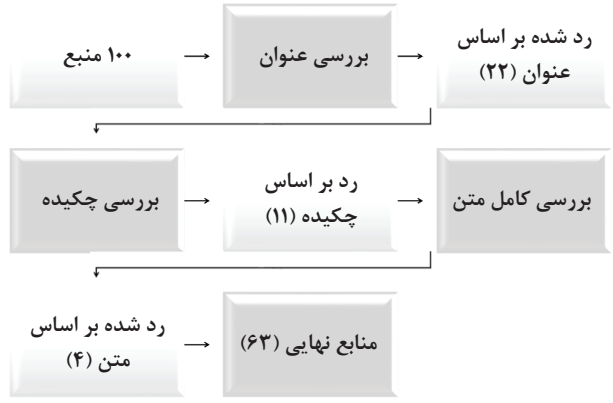 ۱۰۰ منبع
بررسی عنوان
رد شده بر اساس
عنوان (۲۲)
بررسی چکیده
رد بر اساس
چکیده (۱۱)
بررسی کامل متن
رد شده بر اساس
متن (۴)
منابع نهایی (۶۳)